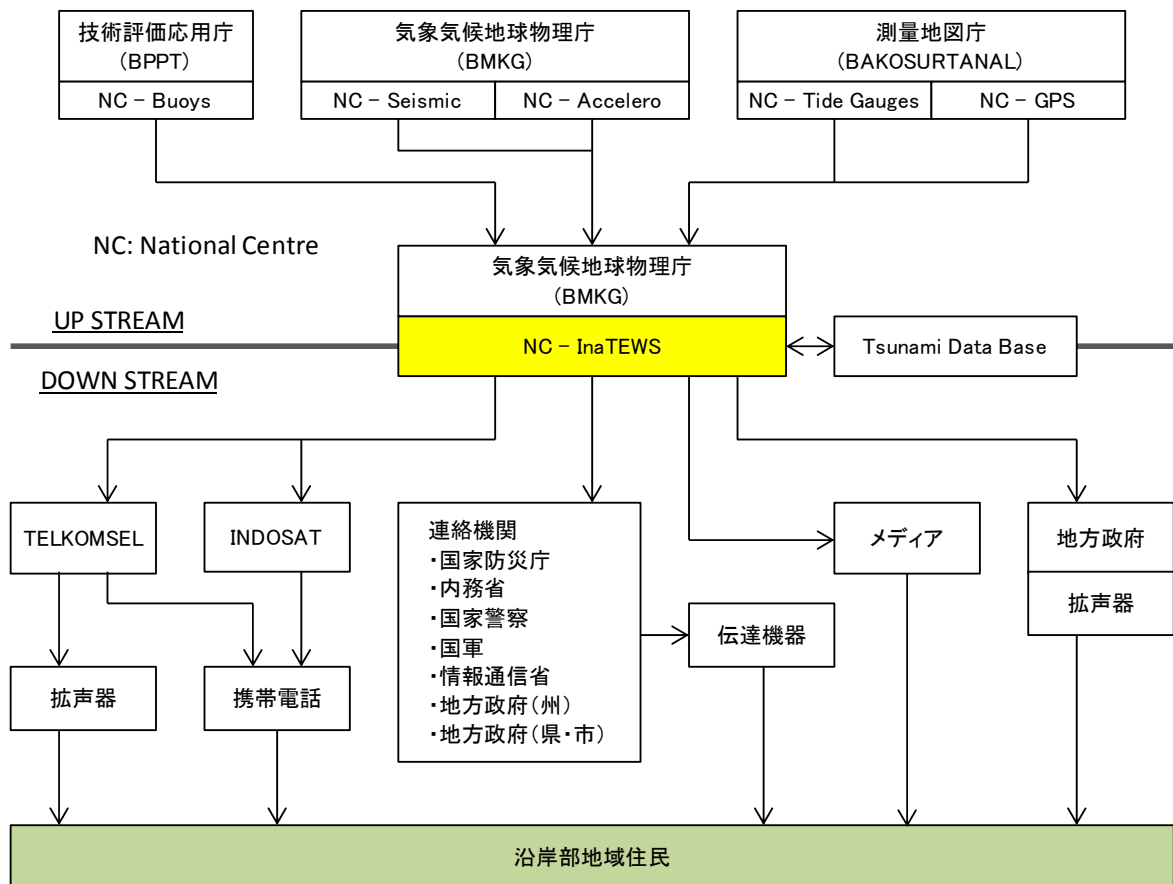 技術評価応用庁
(BPPT)
NC - Buoys
気象気候地球物理庁
(BMKG)
NC - Seismic
NC - Accelero
測量地図庁
(BAKOSURTANAL)
NC - Tide Gauges
NC - GPS
NC: National Centre
気象気候地球物理庁
(BMKG)
UP STREAM
NC - InaTEWS
Tsunami Data Base
DOWN STREAM
TELKOMSEL
INDOSAT
連絡機関
・国家防災庁
・内務省
・国家警察
・国軍
・情報通信省
・地方政府(州)
・地方政府(県・市)
伝達機器
メディア
地方政府
拡声器
拡声器
携帯電話
沿岸部地域住民